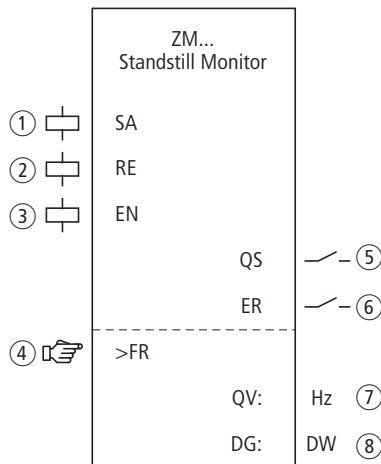 ZM...
Standstill Monitor
① SA
② RE
③ EN
QS ⑤
ER ⑥
④ >FR
QV: Hz ⑦
DG: DW ⑧